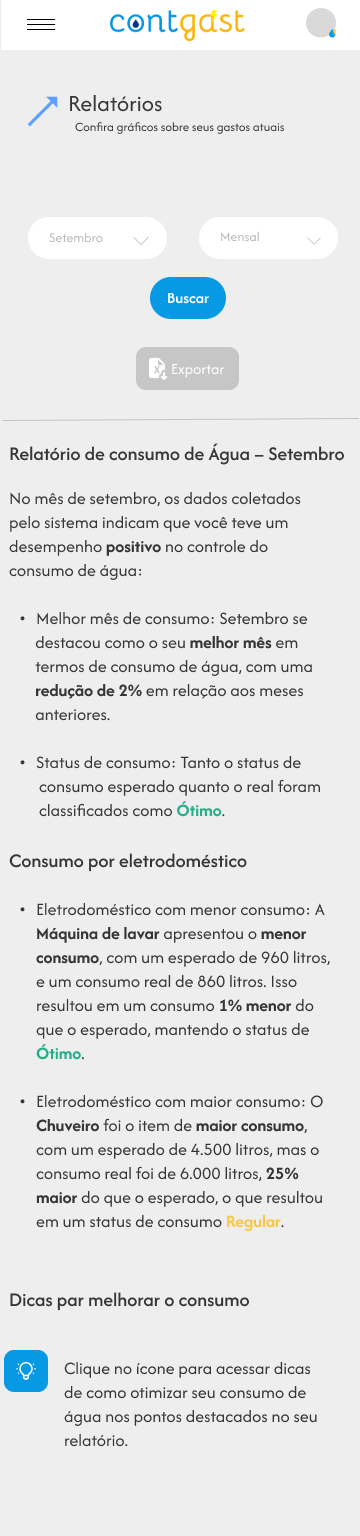 contgast
Relatórios
Confira gráficos sobre seus gastos atuais
Setembro
Mensal
Buscar
Exportar
Relatório de consumo de Água – Setembro
No mês de setembro, os dados coletados
pelo sistema indicam que você teve um
desempenho positivo no controle do
consumo de água:
• Melhor mês de consumo: Setembro se
destacou como o seu melhor mês em
termos de consumo de água, com uma
redução de 2% em relação aos meses
anteriores.
• Status de consumo: Tanto o status de
consumo esperado quanto o real foram
classificados como Ótimo.
Consumo por eletrodoméstico
• Eletrodoméstico com menor consumo: A
Máquina de lavar apresentou o menor
consumo, com um esperado de 960 litros,
e um consumo real de 860 litros. Isso
resultou em um consumo 1% menor do
que o esperado, mantendo o status de
Ótimo.
• Eletrodoméstico com maior consumo: O
Chuveiro foi o item de maior consumo,
com um esperado de 4.500 litros, mas o
consumo real foi de 6.000 litros, 25%
maior do que o esperado, o que resultou
em um status de consumo Regular.
Dicas par melhorar o consumo
Clique no ícone para acessar dicas
de como otimizar seu consumo de
água nos pontos destacados no seu
relatório.